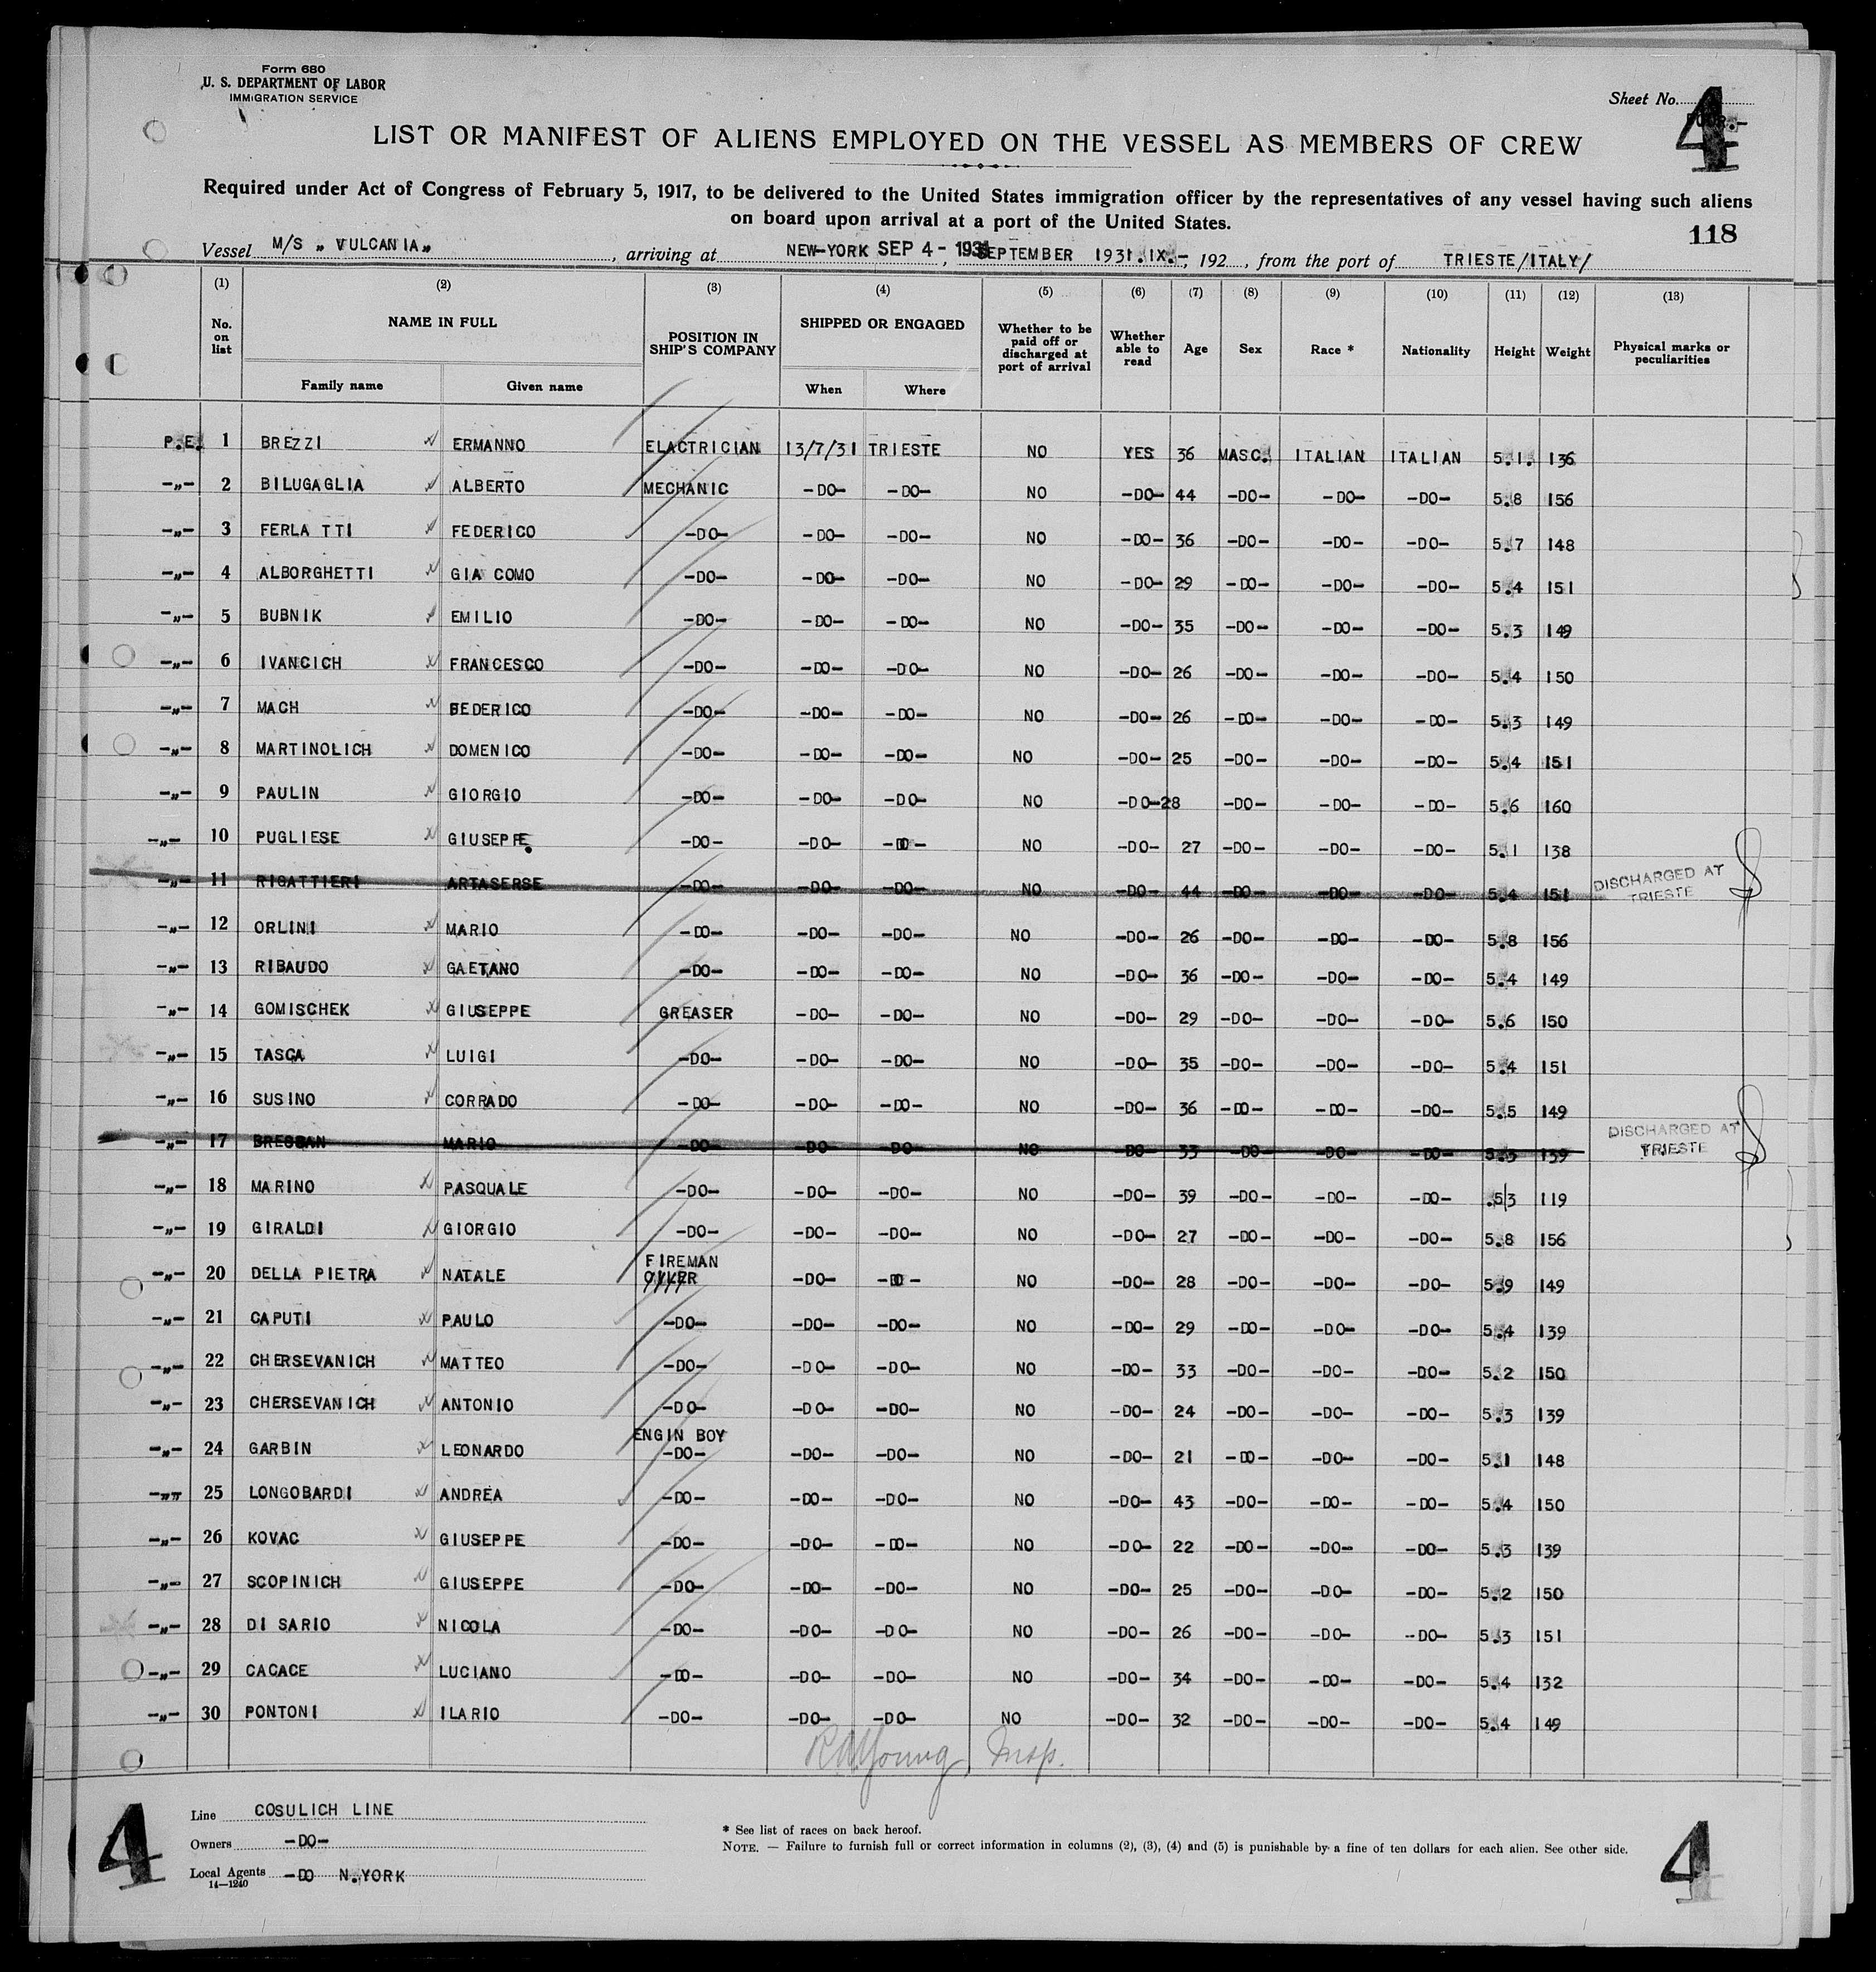 Form 680
U. S. DEPARTMENT OF LABOR
IMMIGRATION SERVICE
Sheet No. 4
LIST OR MANIFEST OF ALIENS EMPLOYED ON THE VESSEL AS MEMBERS OF CREW
Required under Act of Congress of February 5, 1917, to be delivered to the United States immigration officer by the representatives of any vessel having such aliens
on board upon arrival at a port of the United States.
118
Vessel M/S „ VULCANIA„ , arriving at NEW-YORK SEP 4 - 1931 SEPTEMBER 1931.IX.- , 192 , from the port of TRIESTE/ITALY/
(1) (2) (3) (4) (5) (6) (7) (8) (9) (10) (11) (12) (13)
No. on list NAME IN FULL POSITION IN SHIP'S COMPANY SHIPPED OR ENGAGED Whether to be paid off or discharged at port of arrival Whether able to read Age Sex Race * Nationality Height Weight Physical marks or peculiarities
Family name Given name When Where
P.E. 1 BREZZI ERMANNO ELACTRICIAN 13/7/31 TRIESTE NO YES 36 MASC. ITALIAN ITALIAN 5.1. 136
-„- 2 BILUGAGLIA ALBERTO MECHANIC -DO- -DO- NO -DO- 44 -DO- -DO- -DO- 5.8 156
-„- 3 FERLA TTI FEDERICO -DO- -DO- -DO- NO -DO- 36 -DO- -DO- -DO- 5.7 148
-„- 4 ALBORGHETTI GIA COMO -DO- -DO- -DO- NO -DO- 29 -DO- -DO- -DO- 5.4 151
-„- 5 BUBNIK EMILIO -DO- -DO- -DO- NO -DO- 35 -DO- -DO- -DO- 5.3 149
-„- 6 IVANCICH FRANCESCO -DO- -DO- -DO- NO -DO- 26 -DO- -DO- -DO- 5.4 150
-„- 7 MACH FEDERICO -DO- -DO- -DO- NO -DO- 26 -DO- -DO- -DO- 5.3 149
-„- 8 MARTINOLICH DOMENICO -DO- -DO- -DO- NO -DO- 25 -DO- -DO- -DO- 5.4 151
-„- 9 PAULIN GIORGIO -DO- -DO- -DO- NO -DO-28 -DO- -DO- -DO- 5.6 160
-„- 10 PUGLIESE GIUSEPPE -DO- -DO- -DO- NO -DO- 27 -DO- -DO- -DO- 5.1 138
-„- 11 RIGATTIERI ARTASERSE -DO- -DO- -DO- NO -DO- 44 -DO- -DO- -DO- 5.4 151 DISCHARGED AT TRIESTE
-„- 12 ORLINI MARIO -DO- -DO- -DO- NO -DO- 26 -DO- -DO- -DO- 5.8 156
-„- 13 RIBAUDO GAETANO -DO- -DO- -DO- NO -DO- 36 -DO- -DO- -DO- 5.4 149
-„- 14 GOMISCHEK GIUSEPPE GREASER -DO- -DO- NO -DO- 29 -DO- -DO- -DO- 5.6 150
-„- 15 TASCA LUIGI -DO- -DO- -DO- NO -DO- 35 -DO- -DO- -DO- 5.4 151
-„- 16 SUSINO CORRADO -DO- -DO- -DO- NO -DO- 36 -DO- -DO- -DO- 5.5 149
-„- 17 BRESSAN MARIO -DO- -DO- -DO- NO -DO- 33 -DO- -DO- -DO- 5.3 139 DISCHARGED AT TRIESTE
-„- 18 MARINO PASQUALE -DO- -DO- -DO- NO -DO- 39 -DO- -DO- -DO- .5|3 119
-„- 19 GIRALDI GIORGIO -DO- -DO- -DO- NO -DO- 27 -DO- -DO- -DO- 5.8 156
-„- 20 DELLA PIETRA NATALE FIREMAN -DO- -DO- NO -DO- 28 -DO- -DO- -DO- 5.9 149
-„- 21 CAPUTI PAULO -DO- -DO- -DO- NO -DO- 29 -DO- -DO- -DO- 5.4 139
-„- 22 CHERSEVANICH MATTEO -DO- -DO- -DO- NO -DO- 33 -DO- -DO- -DO- 5.2 150
-„- 23 CHERSEVANICH ANTONIO -DO- -DO- -DO- NO -DO- 24 -DO- -DO- -DO- 5.3 139
-„- 24 GARBIN LEONARDO ENGIN BOY -DO- -DO- -DO- NO -DO- 21 -DO- -DO- -DO- 5.1 148
-„- 25 LONGOBARDI ANDREA -DO- -DO- -DO- NO -DO- 43 -DO- -DO- -DO- 5.4 150
-„- 26 KOVAC GIUSEPPE -DO- -DO- -DO- NO -DO- 22 -DO- -DO- -DO- 5.3 139
-„- 27 SCOPINICH GIUSEPPE -DO- -DO- -DO- NO -DO- 25 -DO- -DO- -DO- 5.2 150
-„- 28 DI SARIO NICOLA -DO- -DO- -DO- NO -DO- 26 -DO- -DO- -DO- 5.3 151
-„- 29 CACACE LUCIANO -DO- -DO- -DO- NO -DO- 34 -DO- -DO- -DO- 5.4 132
-„- 30 PONTONI ILARIO -DO- -DO- -DO- NO -DO- 32 -DO- -DO- -DO- 5.4 149
Young Insp.
4
Line COSULICH LINE
Owners -DO-
Local Agents -DO N.YORK
14—1240
* See list of races on back hereof.
NOTE. — Failure to furnish full or correct information in columns (2), (3), (4) and (5) is punishable by a fine of ten dollars for each alien. See other side.
4